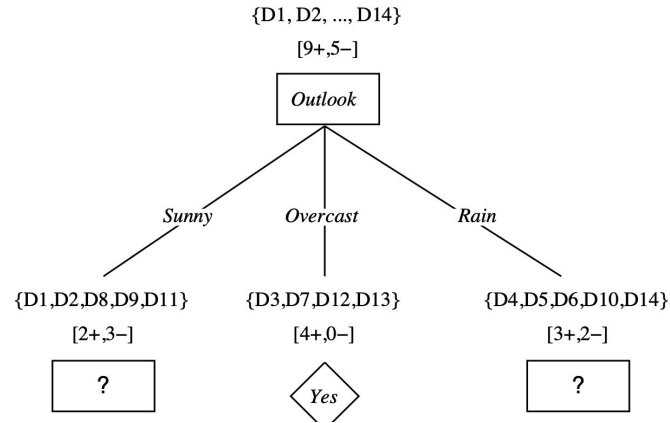 {D1, D2, ..., D14}
[9+,5−]
Outlook
Sunny
Overcast
Rain
{D1,D2,D8,D9,D11}
{D3,D7,D12,D13}
{D4,D5,D6,D10,D14}
[2+,3−]
[4+,0−]
[3+,2−]
?
Yes
?